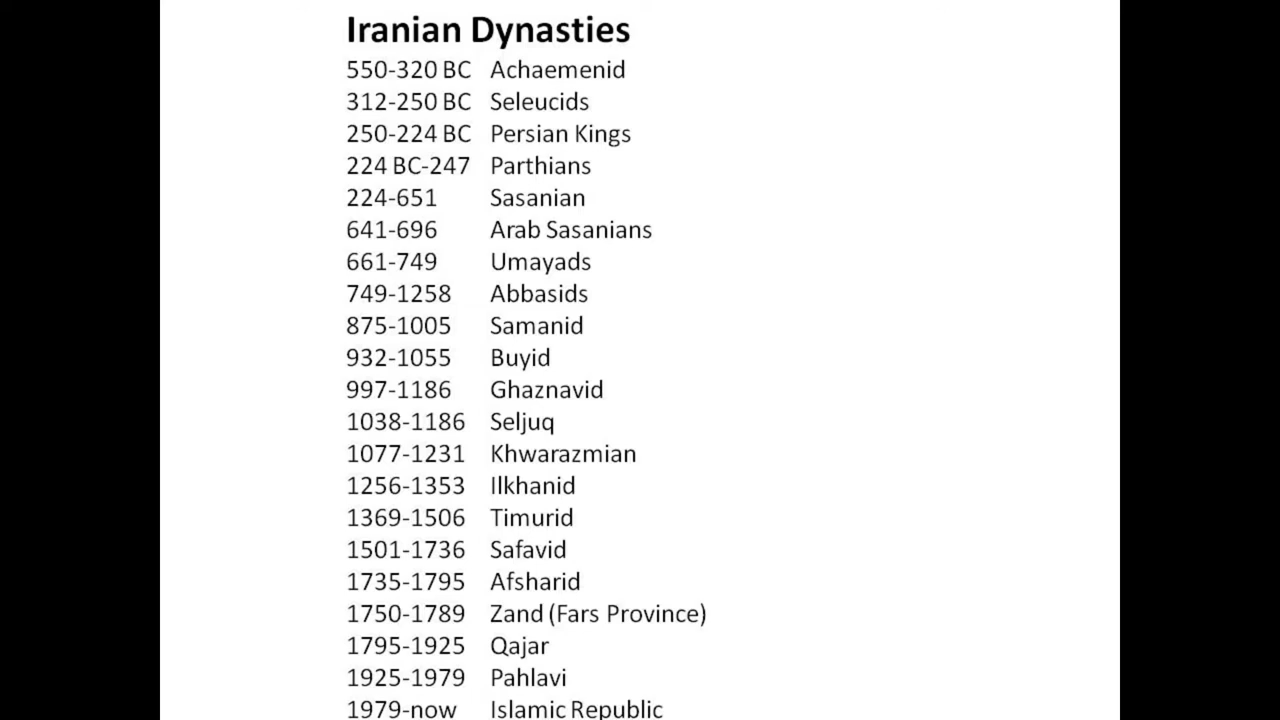 Iranian Dynasties
550-320 BC Achaemenid
312-250 BC Seleucids
250-224 BC Persian Kings
224 BC-247 Parthians
224-651 Sasanian
641-696 Arab Sasanians
661-749 Umayads
749-1258 Abbasids
875-1005 Samanid
932-1055 Buyid
997-1186 Ghaznavid
1038-1186 Seljuq
1077-1231 Khwarazmian
1256-1353 Ilkhanid
1369-1506 Timurid
1501-1736 Safavid
1735-1795 Afsharid
1750-1789 Zand (Fars Province)
1795-1925 Qajar
1925-1979 Pahlavi
1979-now Islamic Republic